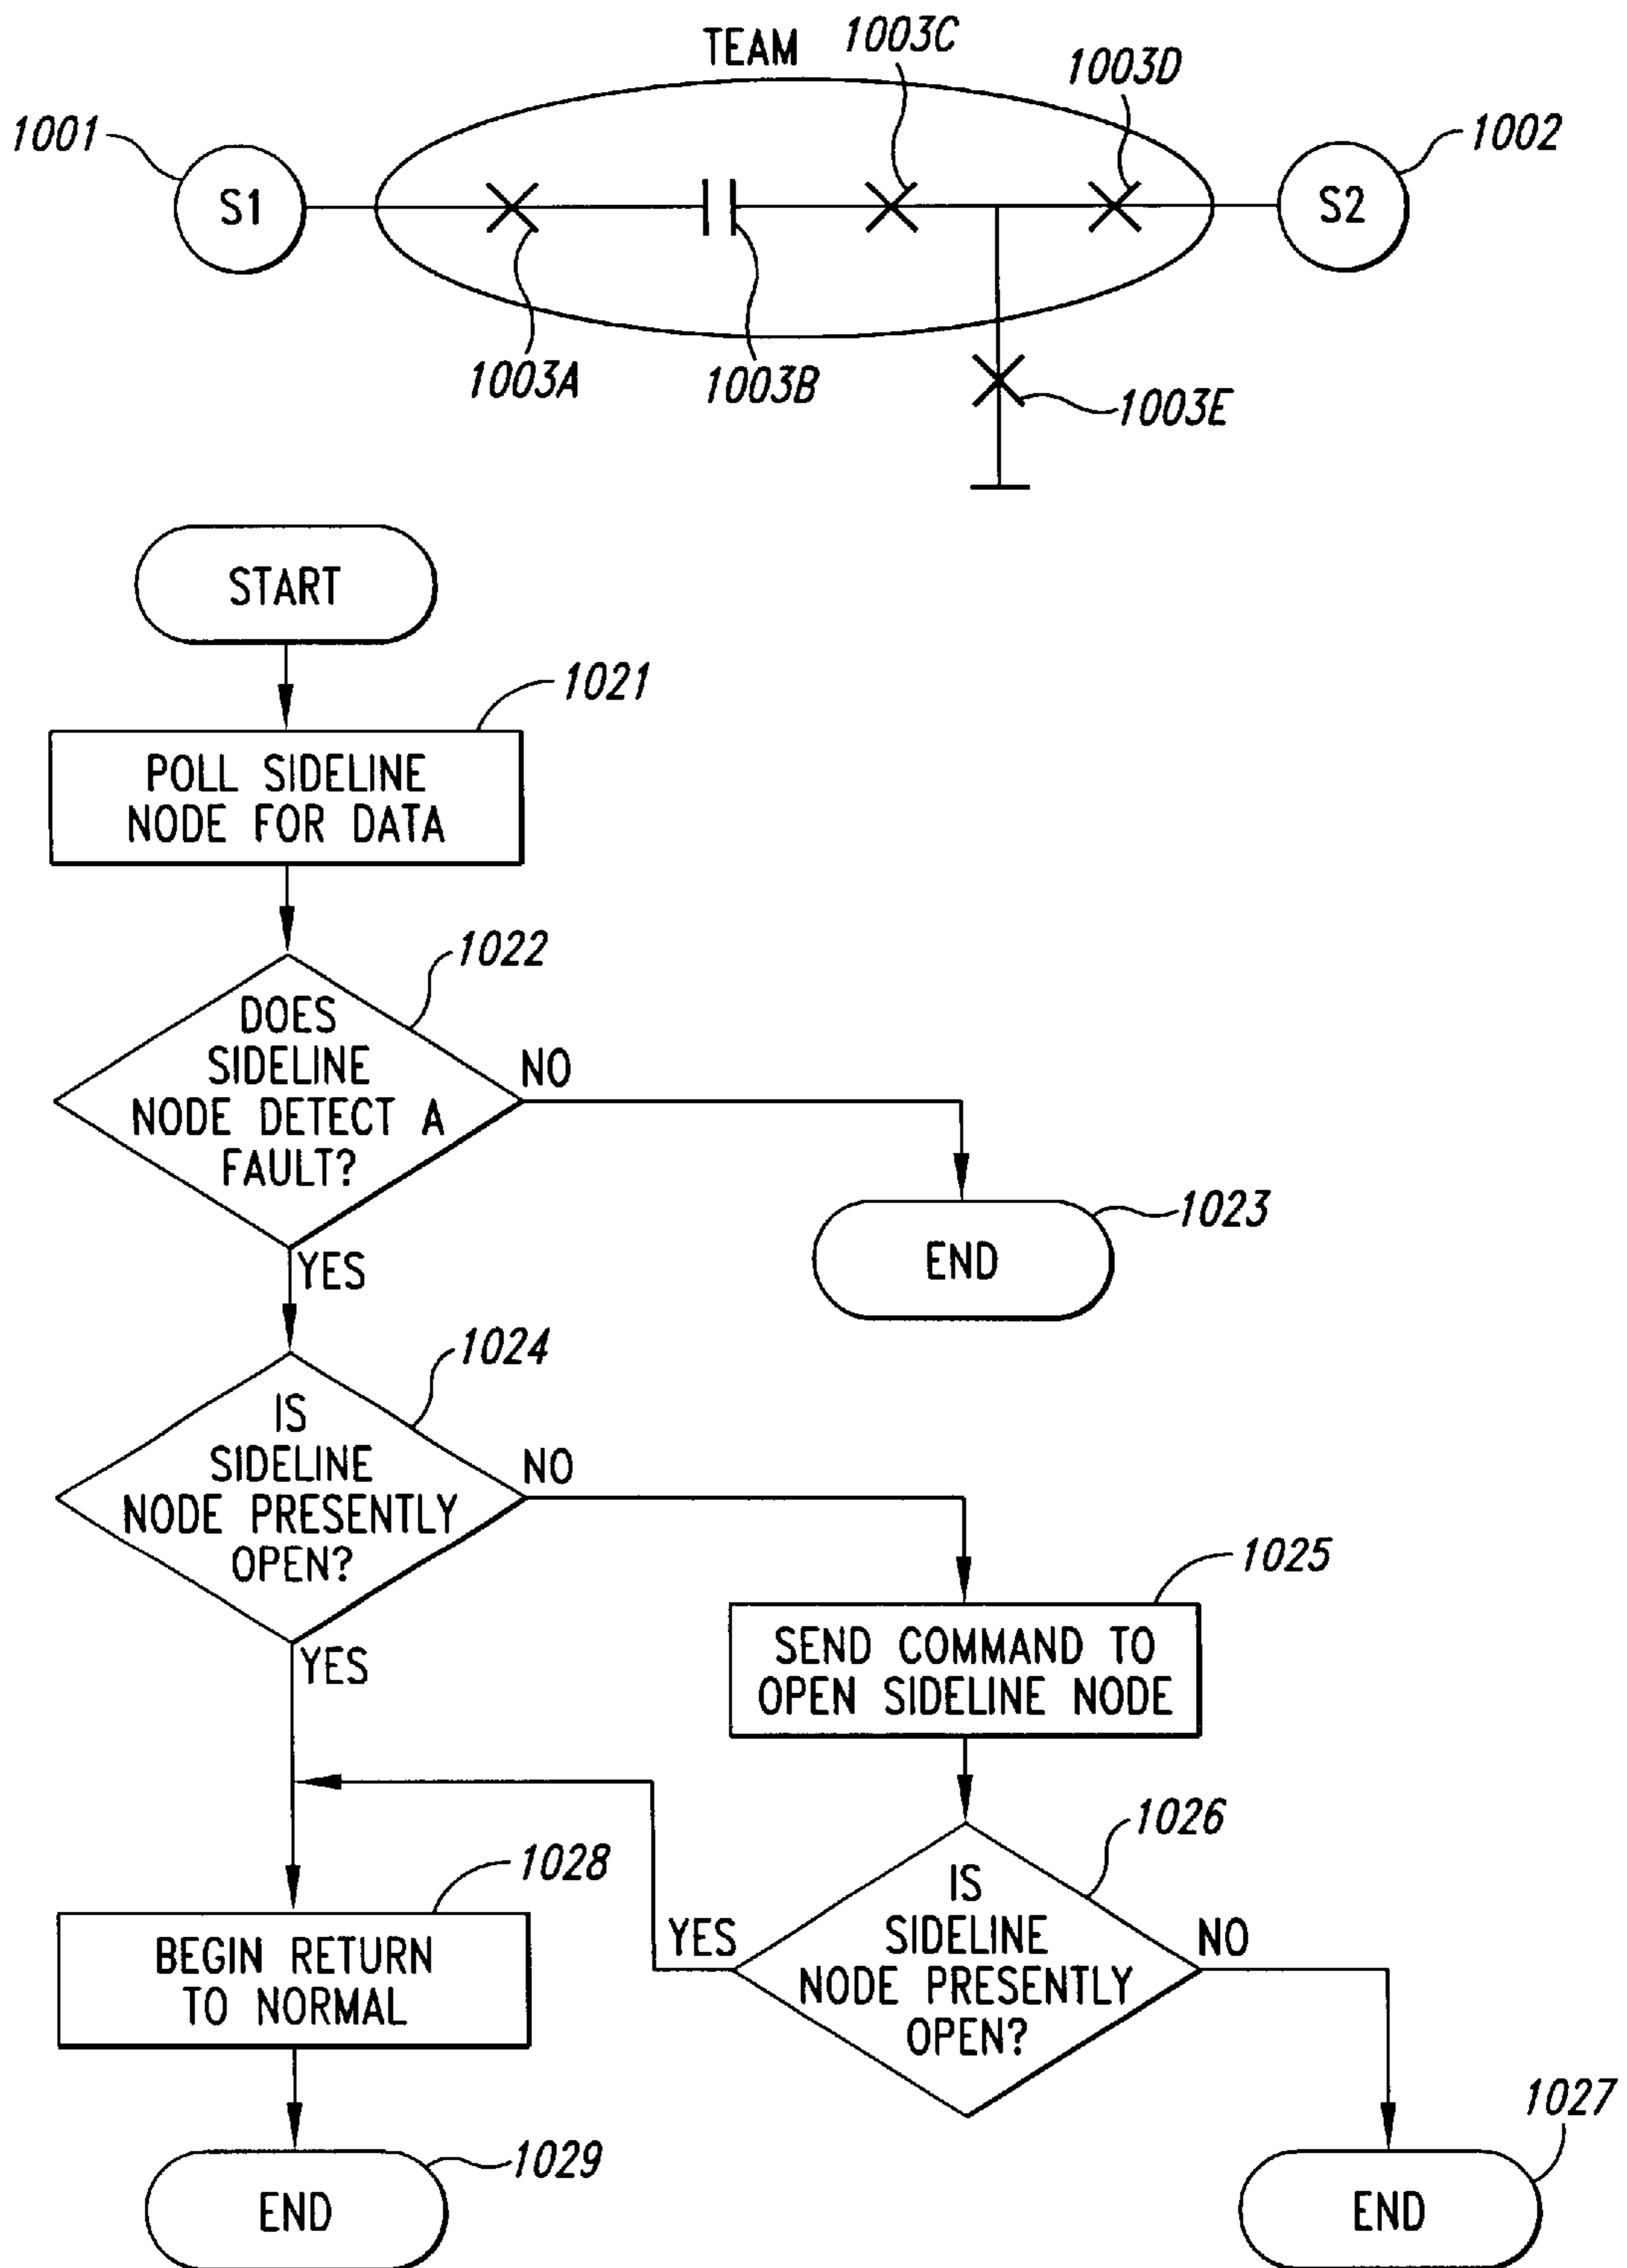 TEAM
1003C
1003D
1001
1002
S1
S2
1003A
1003B
1003E
START
1021
POLL SIDELINE
NODE FOR DATA
1022
DOES
SIDELINE
NODE DETECT A
FAULT?
NO
YES
1023
END
1024
IS
SIDELINE
NODE PRESENTLY
OPEN?
NO
YES
1025
SEND COMMAND TO
OPEN SIDELINE NODE
1026
IS
SIDELINE
NODE PRESENTLY
OPEN?
YES
NO
1028
BEGIN RETURN
TO NORMAL
1027
END
1029
END